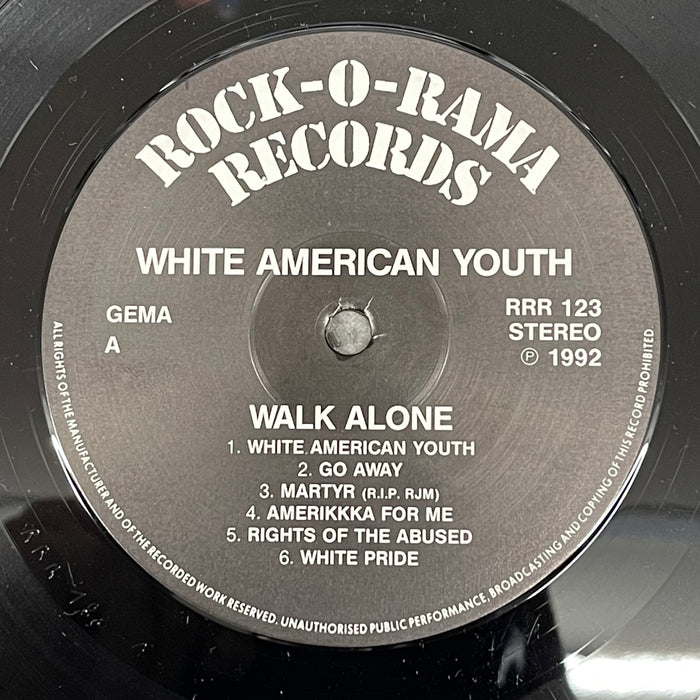 ROCK-O-RAMA
RECORDS
WHITE AMERICAN YOUTH
GEMA
A
RRR 123
STEREO
℗ 1992
WALK ALONE
1. WHITE AMERICAN YOUTH
2. GO AWAY
3. MARTYR (R.I.P. RJM)
4. AMERIKKKA FOR ME
5. RIGHTS OF THE ABUSED
6. WHITE PRIDE
ALL RIGHTS OF THE MANUFACTURER AND OF THE RECORDED WORK RESERVED. UNAUTHORISED PUBLIC PERFORMANCE, BROADCASTING AND COPYING OF THIS RECORD PROHIBITED